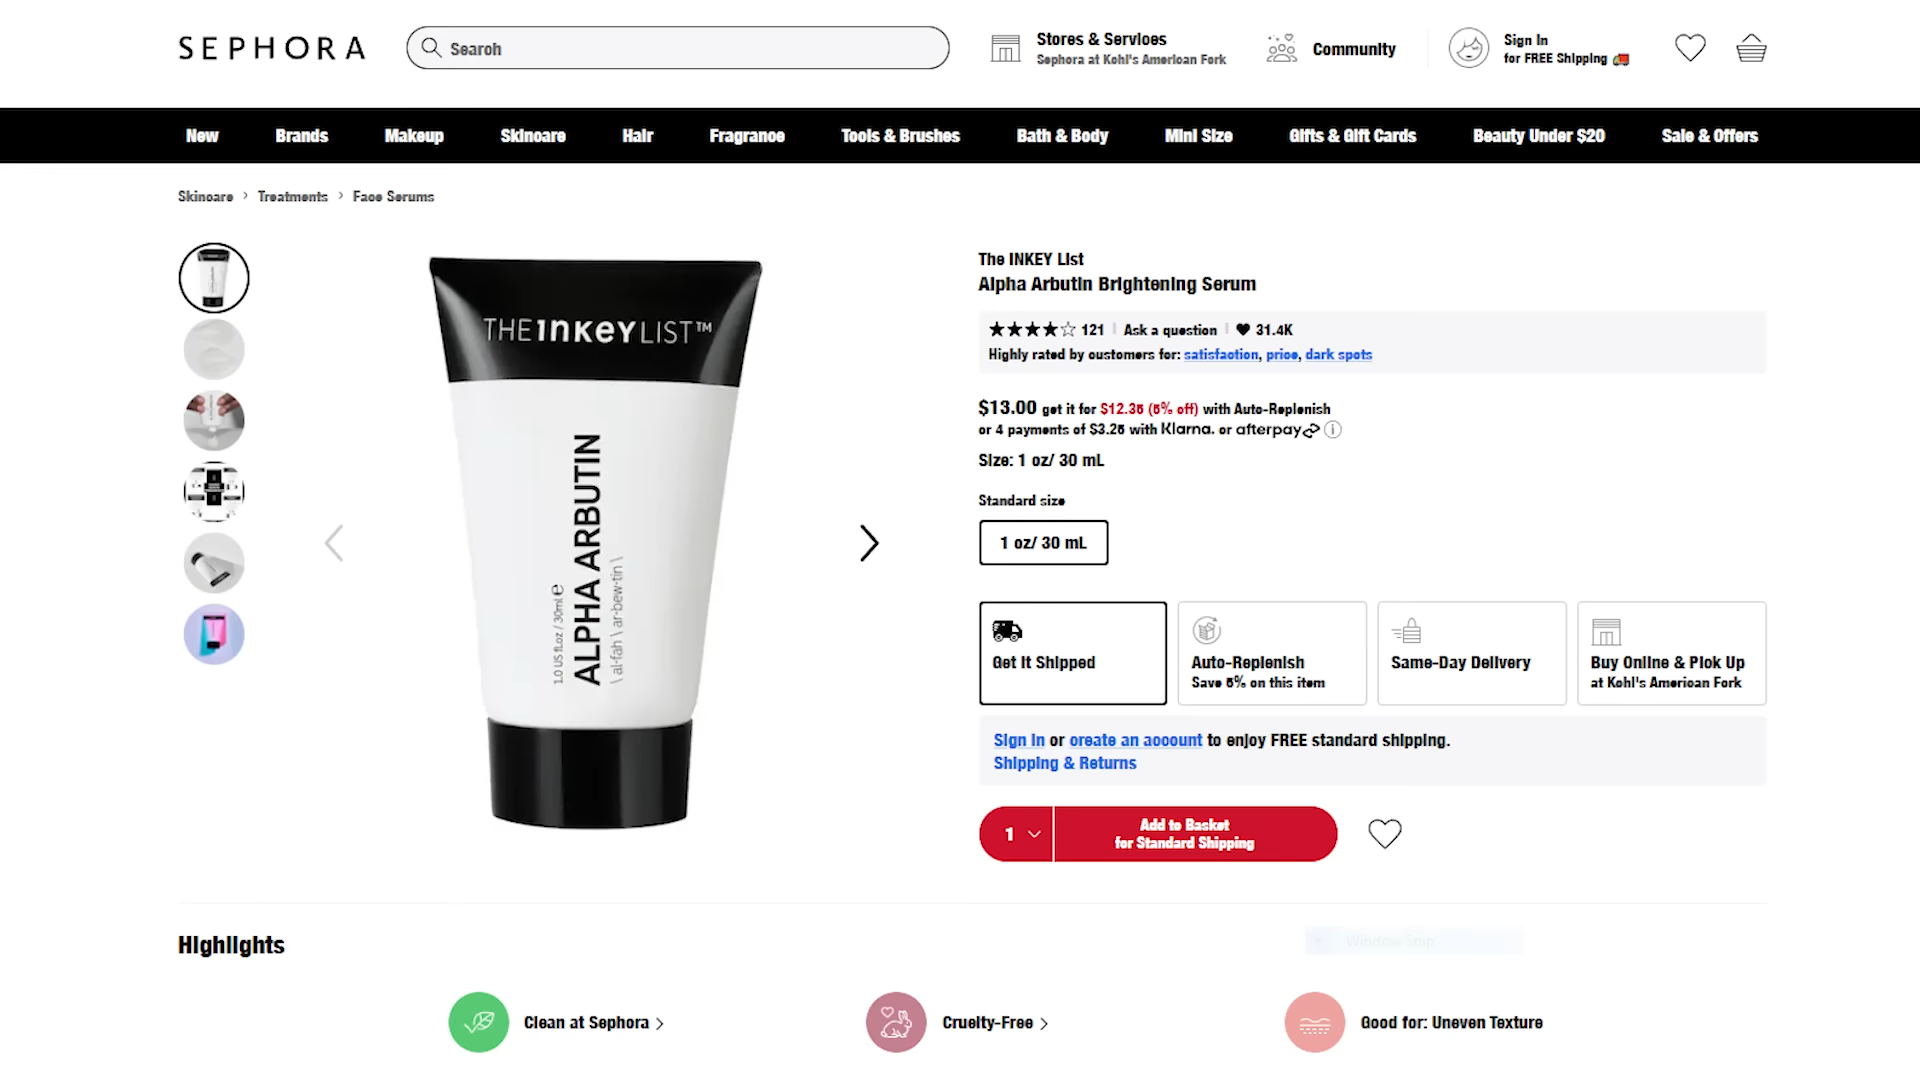 SEPHORA
Search
Stores & Services
Sephora at Kohl's American Fork
Community
Sign In
for FREE Shipping
New Brands Makeup Skincare Hair Fragrance Tools & Brushes Bath & Body Mini Size Gifts & Gift Cards Beauty Under $20 Sale & Offers
Skincare > Treatments > Face Serums
THE INKEY LIST™
1.0 US fl.oz / 30ml e
ALPHA ARBUTIN
\ al-fah \ ar-bew-tin \
The INKEY List
Alpha Arbutin Brightening Serum
121 | Ask a question | 31.4K
Highly rated by customers for: satisfaction, price, dark spots
$13.00 get it for $12.35 (5% off) with Auto-Replenish
or 4 payments of $3.25 with Klarna. or afterpay
Size: 1 oz/ 30 mL
Standard size
1 oz/ 30 mL
Get It Shipped
Auto-Replenish
Save 5% on this item
Same-Day Delivery
Buy Online & Pick Up
at Kohl's American Fork
Sign in or create an account to enjoy FREE standard shipping.
Shipping & Returns
1
Add to Basket
for Standard Shipping
Highlights
Window Snip
Clean at Sephora >
Cruelty-Free >
Good for: Uneven Texture